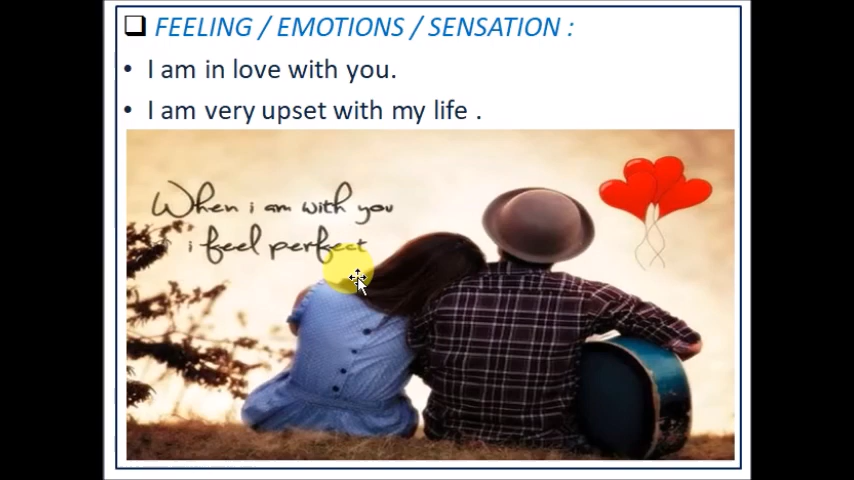 FEELING / EMOTIONS / SENSATION :
• I am in love with you.
• I am very upset with my life .
When i am with you
i feel perfect